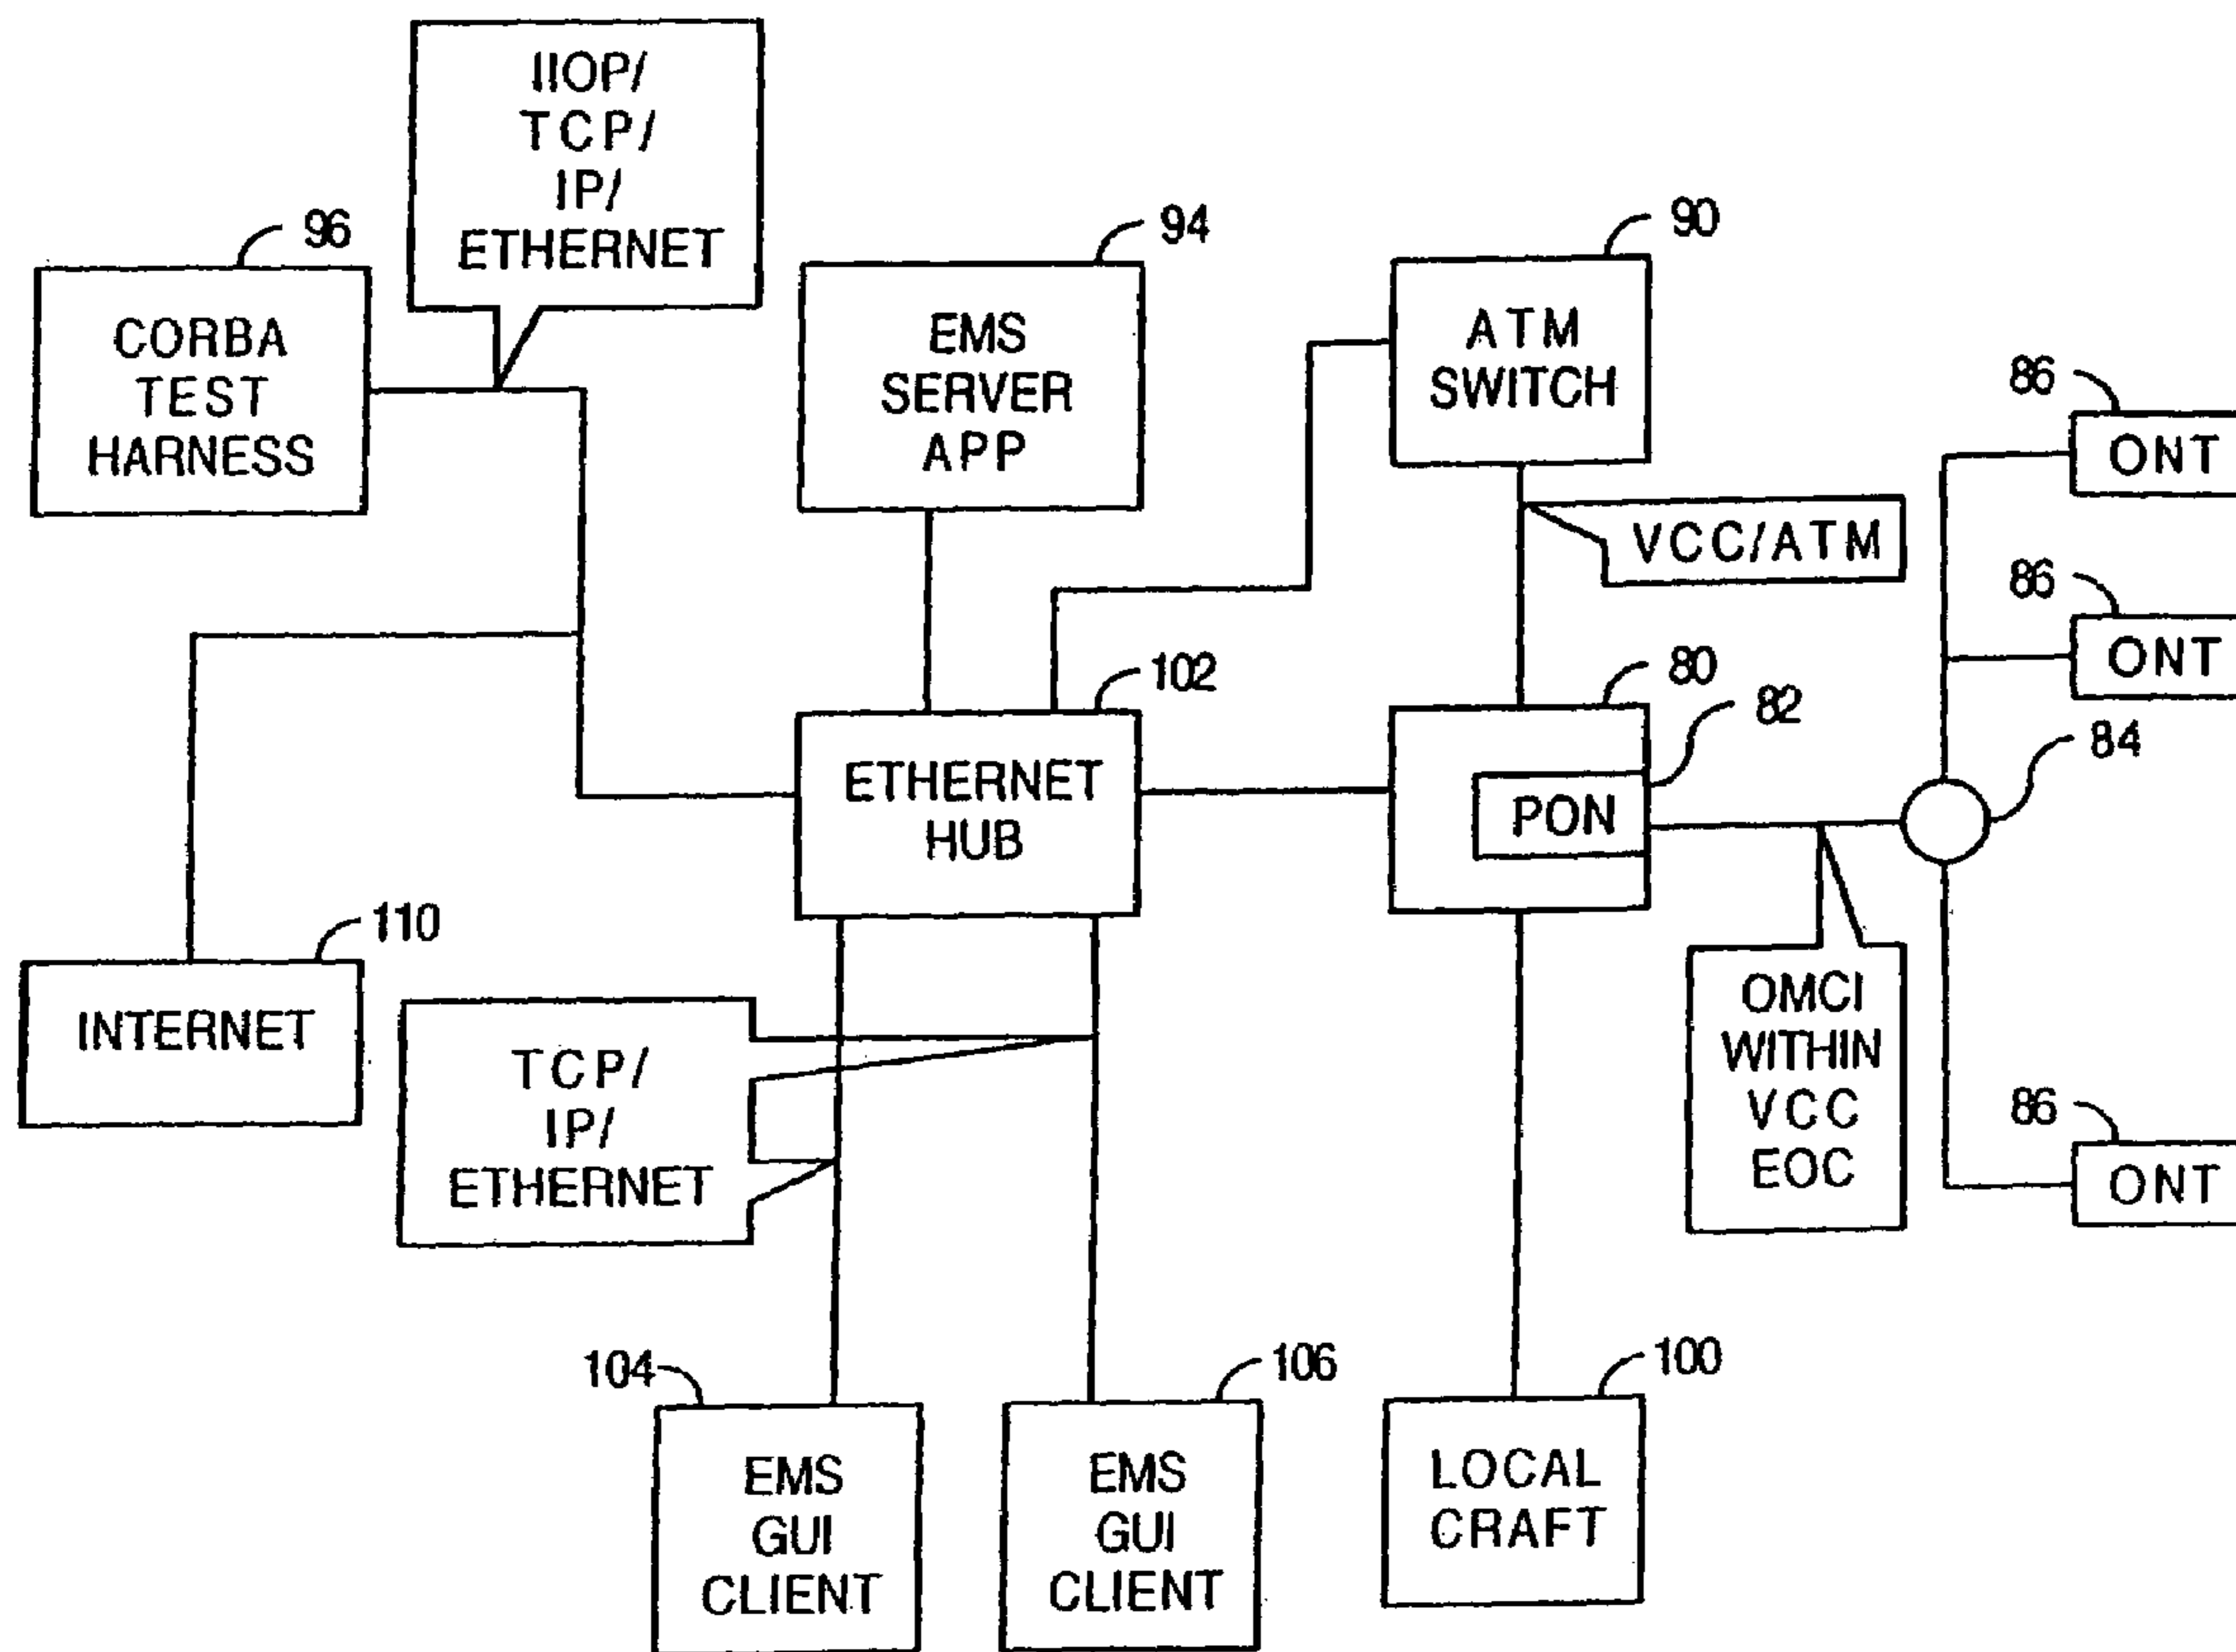 IIOP/
TCP/
IP/
ETHERNET
96
CORBA
TEST
HARNESS
94
EMS
SERVER
APP
90
ATM
SWITCH
VCC/ATM
86
ONT
86
ONT
86
ONT
102
ETHERNET
HUB
80
82
PON
84
OMCI
WITHIN
VCC
EOC
110
INTERNET
TCP/
IP/
ETHERNET
104
EMS
GUI
CLIENT
106
EMS
GUI
CLIENT
100
LOCAL
CRAFT